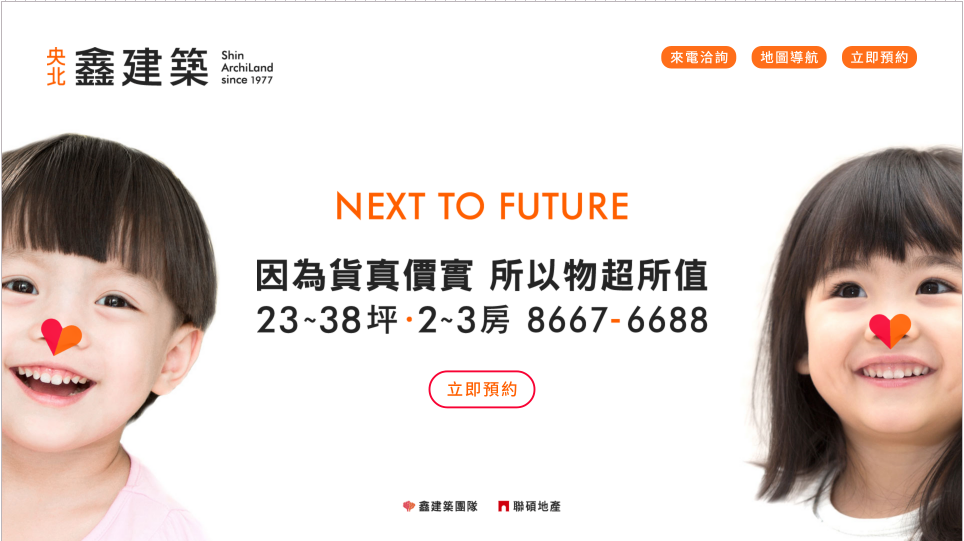 央北
鑫建築
Shin
ArchiLand
since 1977
來電洽詢
地圖導航
立即預約
NEXT TO FUTURE
因為貨真價實 所以物超所值
23~38坪·2~3房 8667-6688
立即預約
鑫建築團隊
聯碩地產